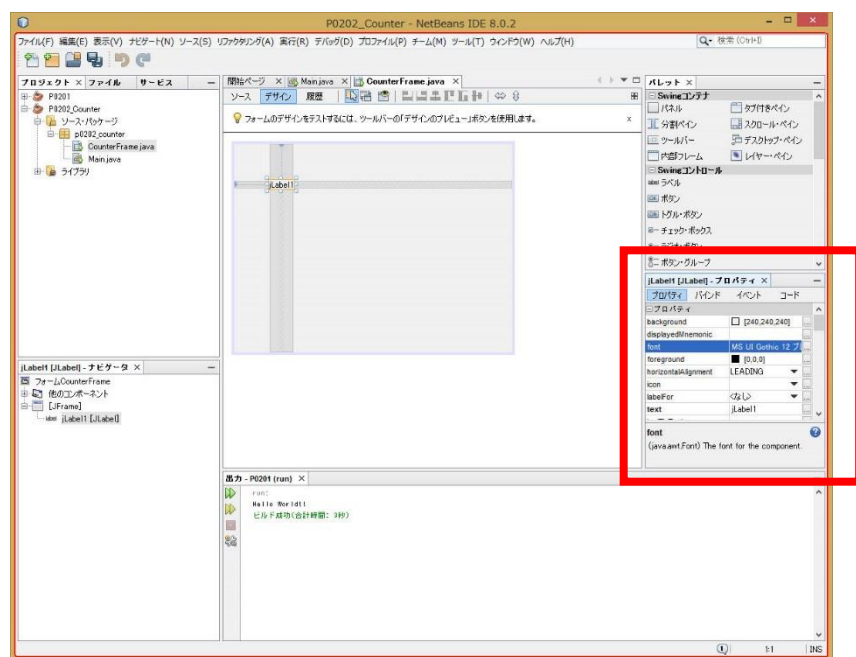 P0202_Counter - NetBeans IDE 8.0.2
ファイル(F) 編集(E) 表示(V) ナビゲート(N) ソース(S) リファクタリング(A) 実行(R) デバッグ(D) プロファイル(P) チーム(M) ツール(T) ウィンドウ(W) ヘルプ(H)
検索 (Ctrl+I)
プロジェクト × ファイル サービス
P0201
P0202_Counter
ソース・パッケージ
p0202_counter
CounterFrame.java
Main.java
ライブラリ
開始ページ × Main.java × CounterFrame.java ×
ソース デザイン 履歴
フォームのデザインをテストするには、ツールバーの「デザインのプレビュー」ボタンを使用します。 x
jLabel1
パレット ×
Swingコンテナ
パネル タブ付きペイン
分割ペイン スクロール・ペイン
ツールバー デスクトップ・ペイン
内部フレーム レイヤー・ペイン
Swingコントロール
label ラベル
ボタン
トグル・ボタン
チェック・ボックス
ボタン・グループ
jLabel1 [JLabel] - プロパティ ×
プロパティ バインド イベント コード
プロパティ
background [240,240,240]
displayedMnemonic
font MS UI Gothic 12 プ
foreground [0,0,0]
horizontalAlignment LEADING
icon
labelFor <なし>
text jLabel1
font
(java.awt.Font) The font for the component.
jLabel1 [JLabel] - ナビゲータ ×
フォームCounterFrame
他のコンポーネント
[JFrame]
label jLabel1 [JLabel]
出力 - P0201 (run) ×
run:
Hello World!!
ビルド成功(合計時間: 0秒)
1:1 INS